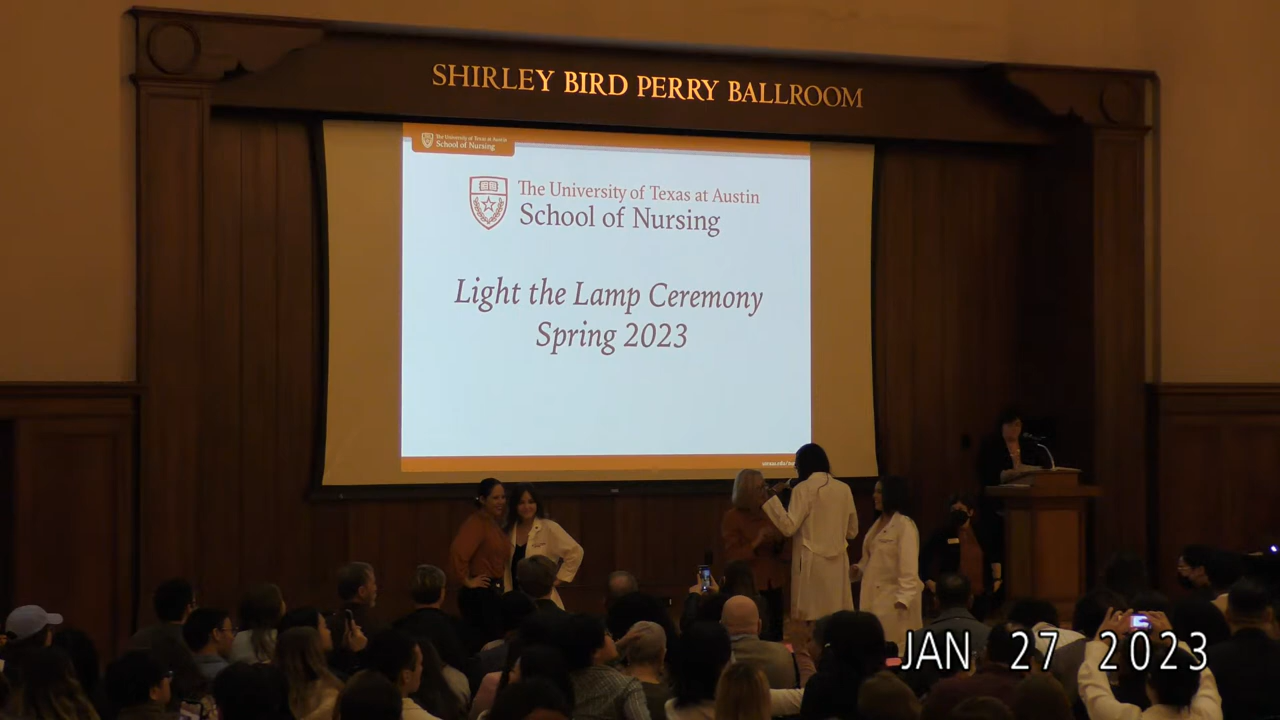 SHIRLEY BIRD PERRY BALLROOM
The University of Texas at Austin
School of Nursing
The University of Texas at Austin
School of Nursing
Light the Lamp Ceremony
Spring 2023
JAN 27 2023